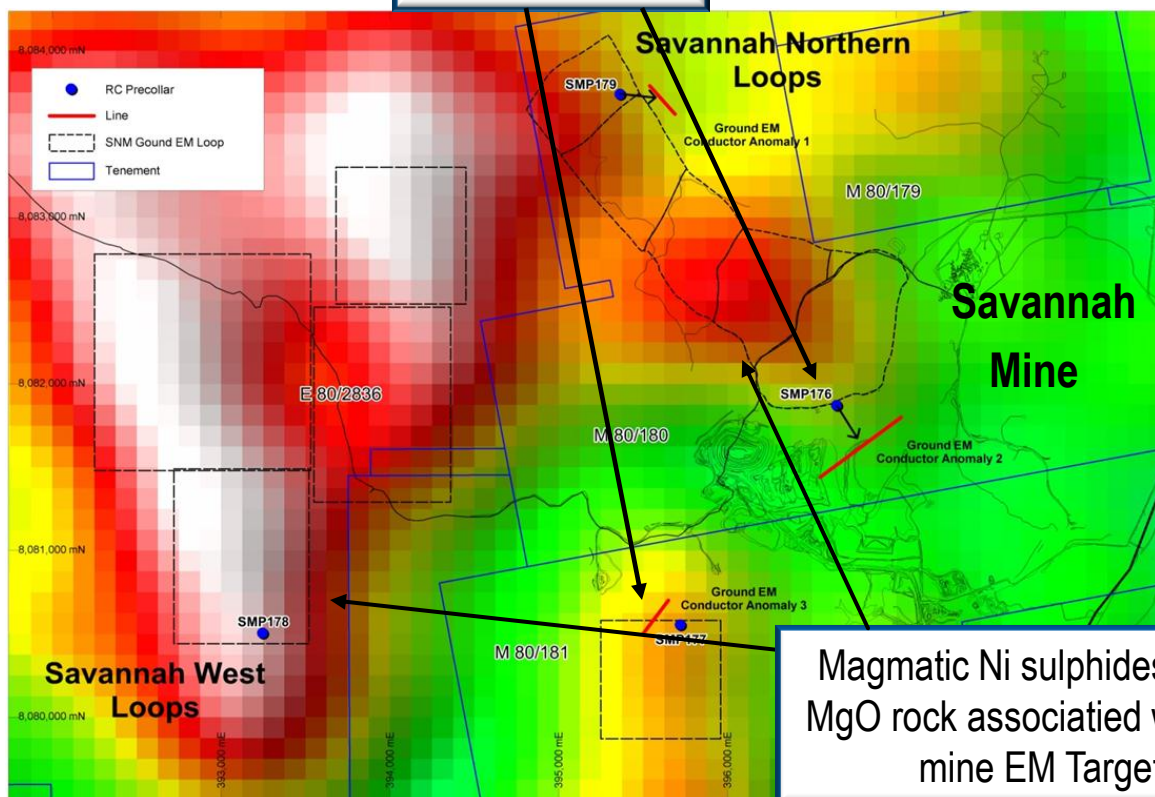 Savannah Northern
Loops
8,084,000 mN
RC Precollar
Line
SNM Gound EM Loop
Tenement
SMP179
Ground EM
Conductor Anomaly 1
M 80/179
8,083,000 mN
Savannah
Mine
8,082,000 mN
E 80/2836
SMP176
M 80/180
Ground EM
Conductor Anomaly 2
8,081,000 mN
Ground EM
Conductor Anomaly 3
SMP178
SMP177
M 80/181
Savannah West
Loops
8,080,000 mN
393,000 mE
394,000 mE
395,000 mE
396,000 mE
Magmatic Ni sulphides
MgO rock associatied
mine EM Target